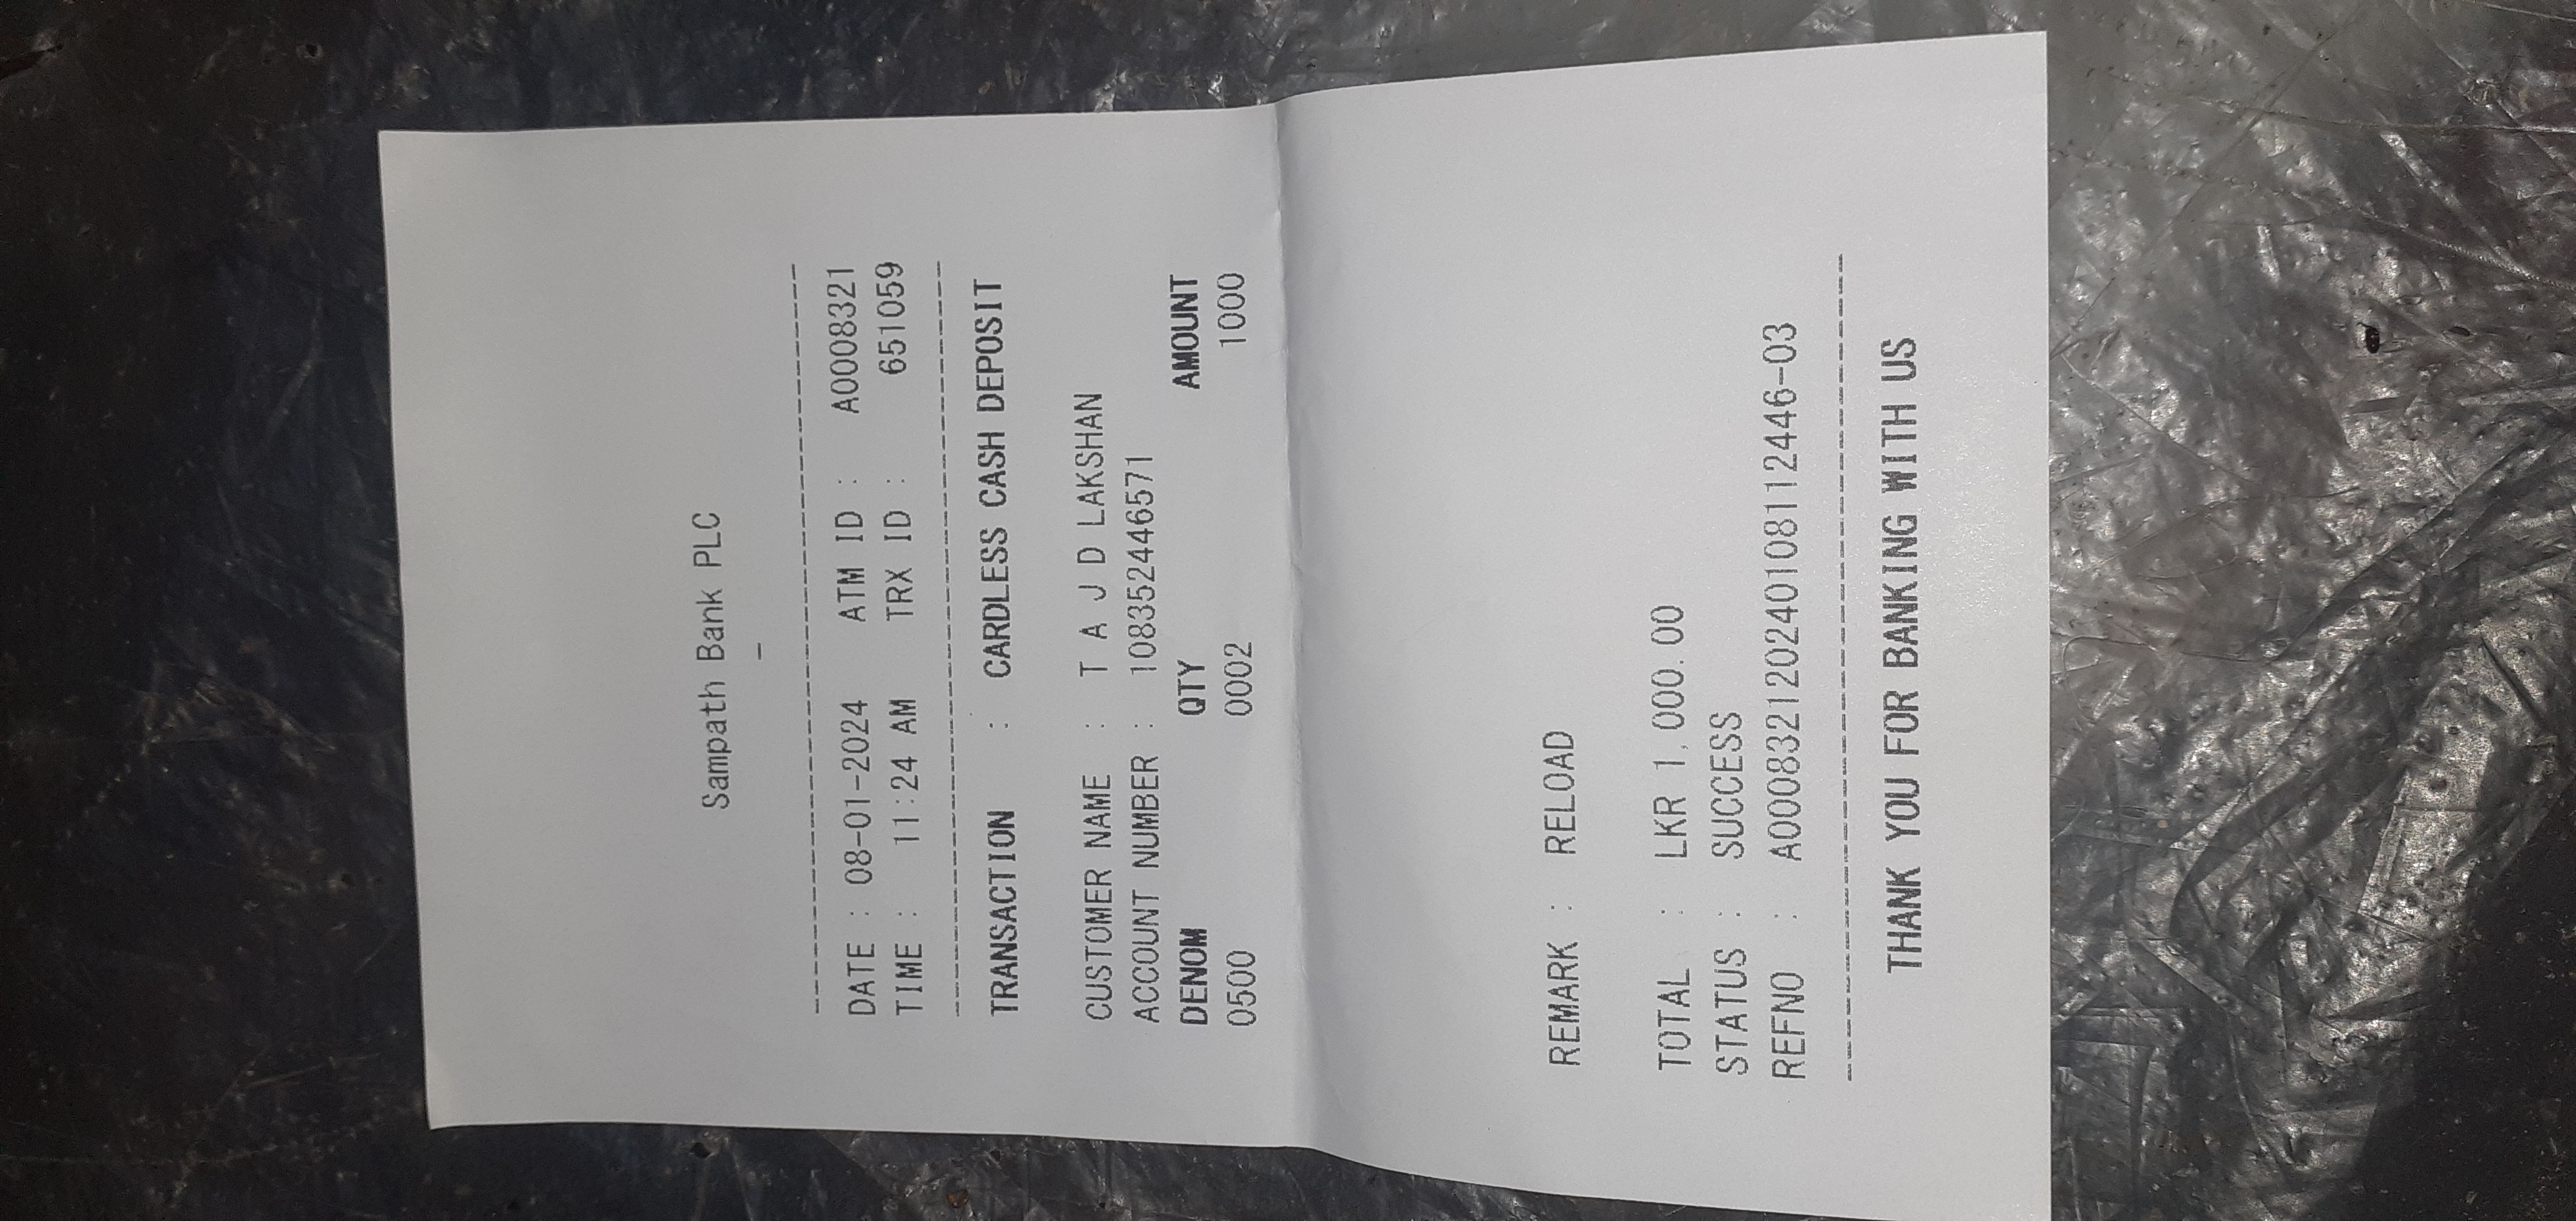 Sampath Bank PLC
-
--------------------------------------------
DATE : 08-01-2024 ATM ID : A0008321
TIME : 11:24 AM TRX ID : 651059
--------------------------------------------
TRANSACTION : CARDLESS CASH DEPOSIT
CUSTOMER NAME : T A J D LAKSHAN
ACCOUNT NUMBER : 108352446571
DENOM QTY AMOUNT
0500 0002 1000
REMARK : RELOAD
TOTAL : LKR 1,000.00
STATUS : SUCCESS
REFNO : A000832120240108112446-03
--------------------------------------------
THANK YOU FOR BANKING WITH US